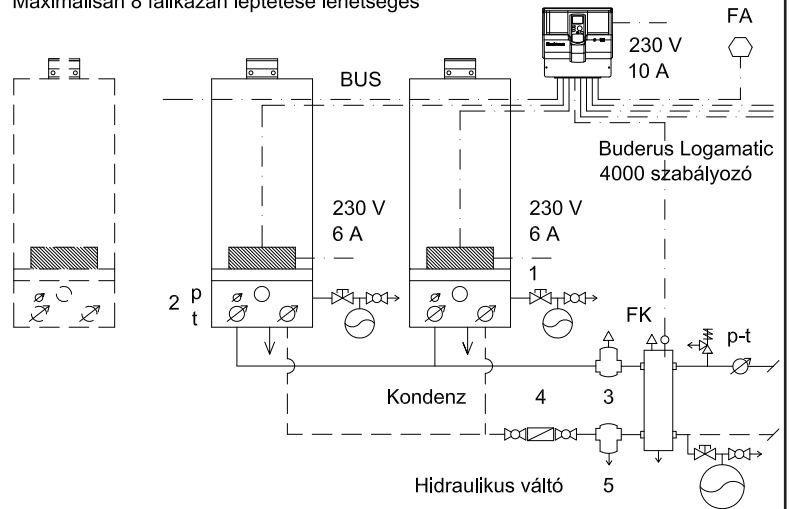 Maximálisan 8 falikazán léptetése lehetséges
FA
230 V
10 A
BUS
Buderus Logamatic
4000 szabályozó
230 V
6 A
230 V
6 A
1
2
p
t
FK
p-t
Kondenz
4
3
Hidraulikus váltó
5